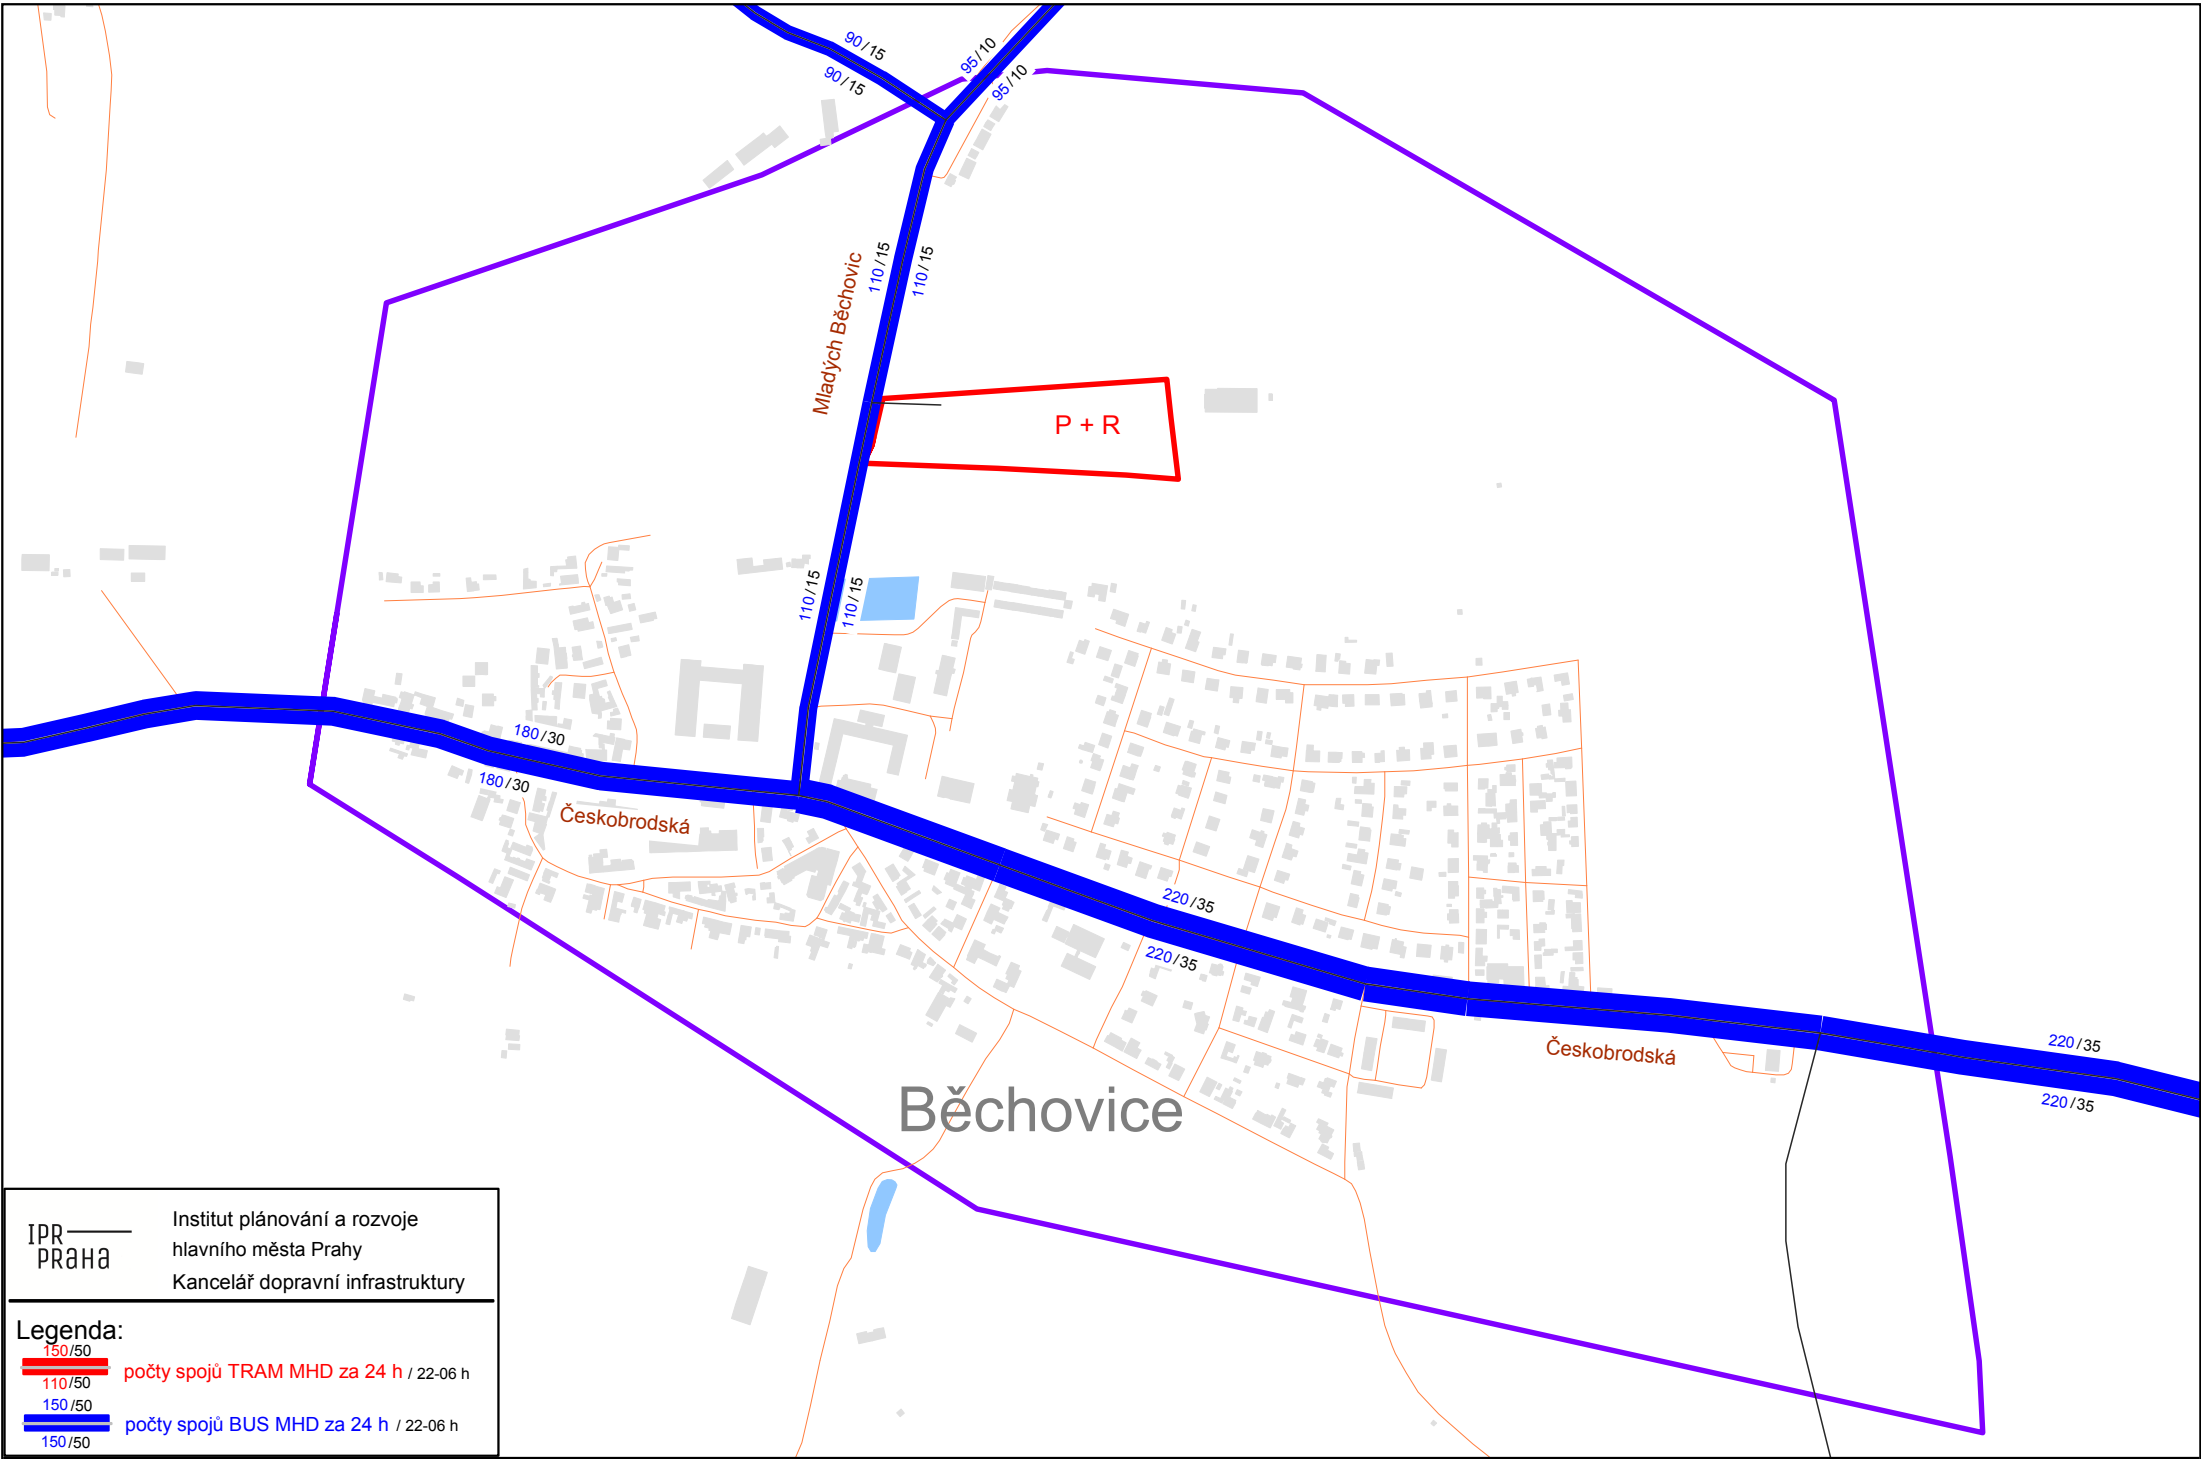 90/15
90/15
95/10
95/10
110/15
110/15
Mladých Běchovic
P + R
110/15
110/15
180/30
180/30
Českobrodská
220/35
220/35
Českobrodská
220/35
220/35
Běchovice
IPR
PRAHA
Institut plánování a rozvoje
hlavního města Prahy
Kancelář dopravní infrastruktury
Legenda:
150/50
110/50
počty spojů TRAM MHD za 24 h / 22-06 h
150/50
150/50
počty spojů BUS MHD za 24 h / 22-06 h